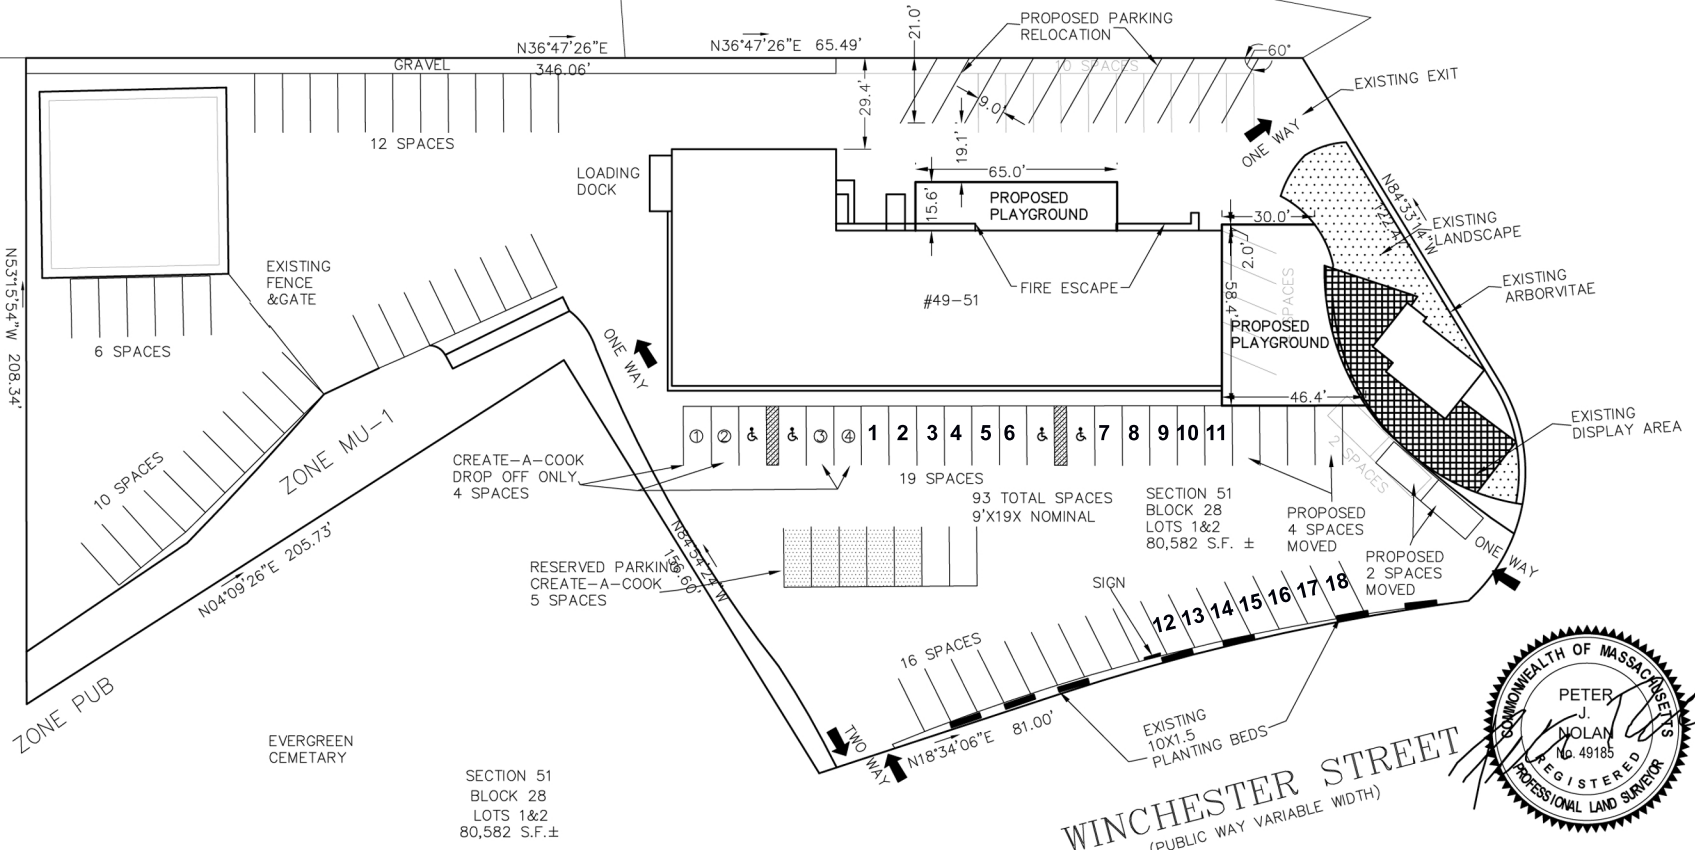 N36°47'26"E
N36°47'26"E 65.49'
GRAVEL
346.06'
21.0'
PROPOSED PARKING
RELOCATION
10 SPACES
60°
EXISTING EXIT
ONE WAY
12 SPACES
29.4'
9.0'
19.1'
LOADING
DOCK
65.0'
15.6'
PROPOSED
PLAYGROUND
30.0'
N84°33'14"W
EXISTING
LANDSCAPE
EXISTING
ARBORVITAE
N53°15'54"W 208.34'
EXISTING
FENCE
&GATE
6 SPACES
FIRE ESCAPE
#49-51
58.4'
SPACES
PROPOSED
PLAYGROUND
46.4'
ONE WAY
EXISTING
DISPLAY AREA
10 SPACES
ZONE MU-1
1 2 3 4 1 2 3 4 5 6 7 8 9 10 11
2
SPACES
CREATE-A-COOK
DROP OFF ONLY
4 SPACES
19 SPACES
93 TOTAL SPACES
9'X19X NOMINAL
SECTION 51
BLOCK 28
LOTS 1&2
80,582 S.F. ±
PROPOSED
4 SPACES
MOVED
PROPOSED
2 SPACES
MOVED
ONE WAY
N04°09'26"E 205.73'
N84°54'24"W
156.60'
RESERVED PARKING
CREATE-A-COOK
5 SPACES
SIGN
12 13 14 15 16 17 18
16 SPACES
ZONE PUB
EVERGREEN
CEMETARY
SECTION 51
BLOCK 28
LOTS 1&2
80,582 S.F.±
TWO
WAY
N18°34'06"E 81.00'
EXISTING
10X1.5
PLANTING BEDS
WINCHESTER STREET
(PUBLIC WAY VARIABLE WIDTH)
COMMONWEALTH OF MASSACHUSETTS
PETER
J.
NOLAN
No. 49185
REGISTERED
PROFESSIONAL LAND SURVEYOR